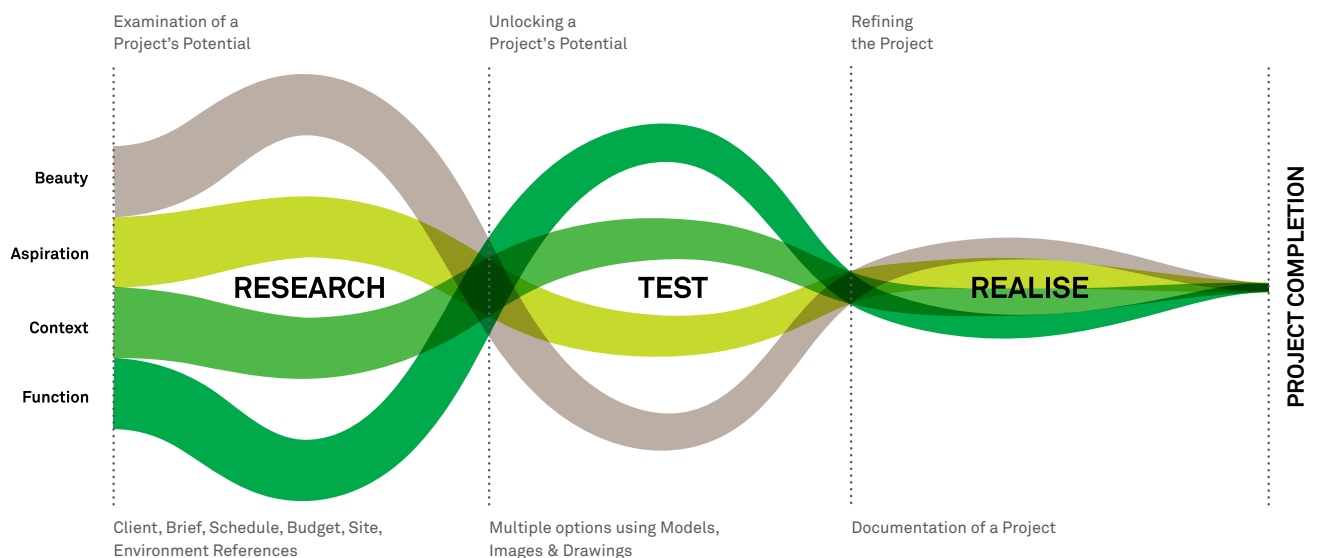 Examination of a
Project's Potential
Unlocking a
Project's Potential
Refining
the Project
Beauty
Aspiration
Context
Function
RESEARCH
TEST
REALISE
PROJECT COMPLETION
Client, Brief, Schedule, Budget, Site,
Environment References
Multiple options using Models,
Images & Drawings
Documentation of a Project